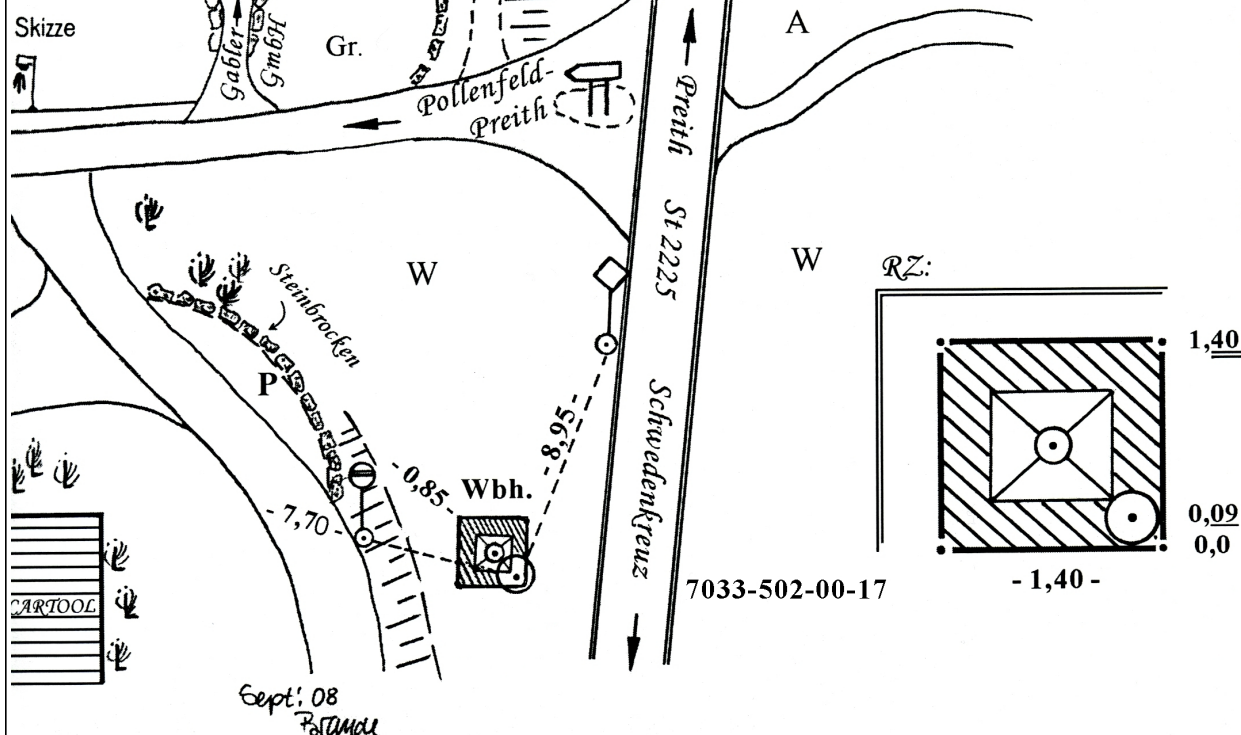 Skizze
Gabler-
Hbmg
Gr.
A
Pollenfeld-
Preith
Preith St 2225 Schwedenkreuz
W
W
Steinbrocken
P
RZ:
1,40
0,09
0,0
- 1,40 -
- 8,95 -
- 0,85 -
Wbh.
- 7,70 -
7033-502-00-17
CARTOOL
Sept. 08